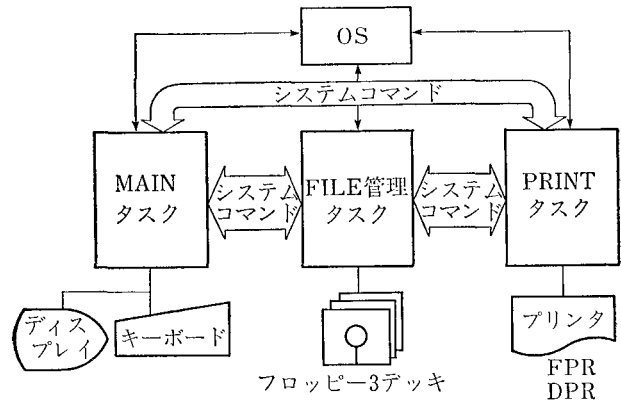 OS
システムコマンド
MAIN
タスク
システム
コマンド
FILE管理
タスク
システム
コマンド
PRINT
タスク
ディス
プレイ
キーボード
プリンタ
フロッピー3デッキ
FPR
DPR